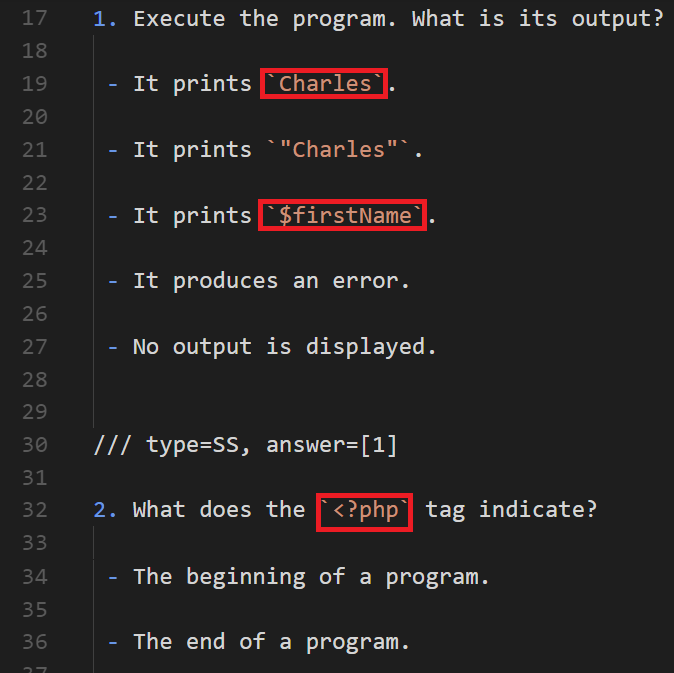 17 1. Execute the program. What is its output?
18
19 - It prints `Charles`.
20
21 - It prints `"Charles"`.
22
23 - It prints `$firstName`.
24
25 - It produces an error.
26
27 - No output is displayed.
28
29
30 /// type=SS, answer=[1]
31
32 2. What does the `<?php` tag indicate?
33
34 - The beginning of a program.
35
36 - The end of a program.
37